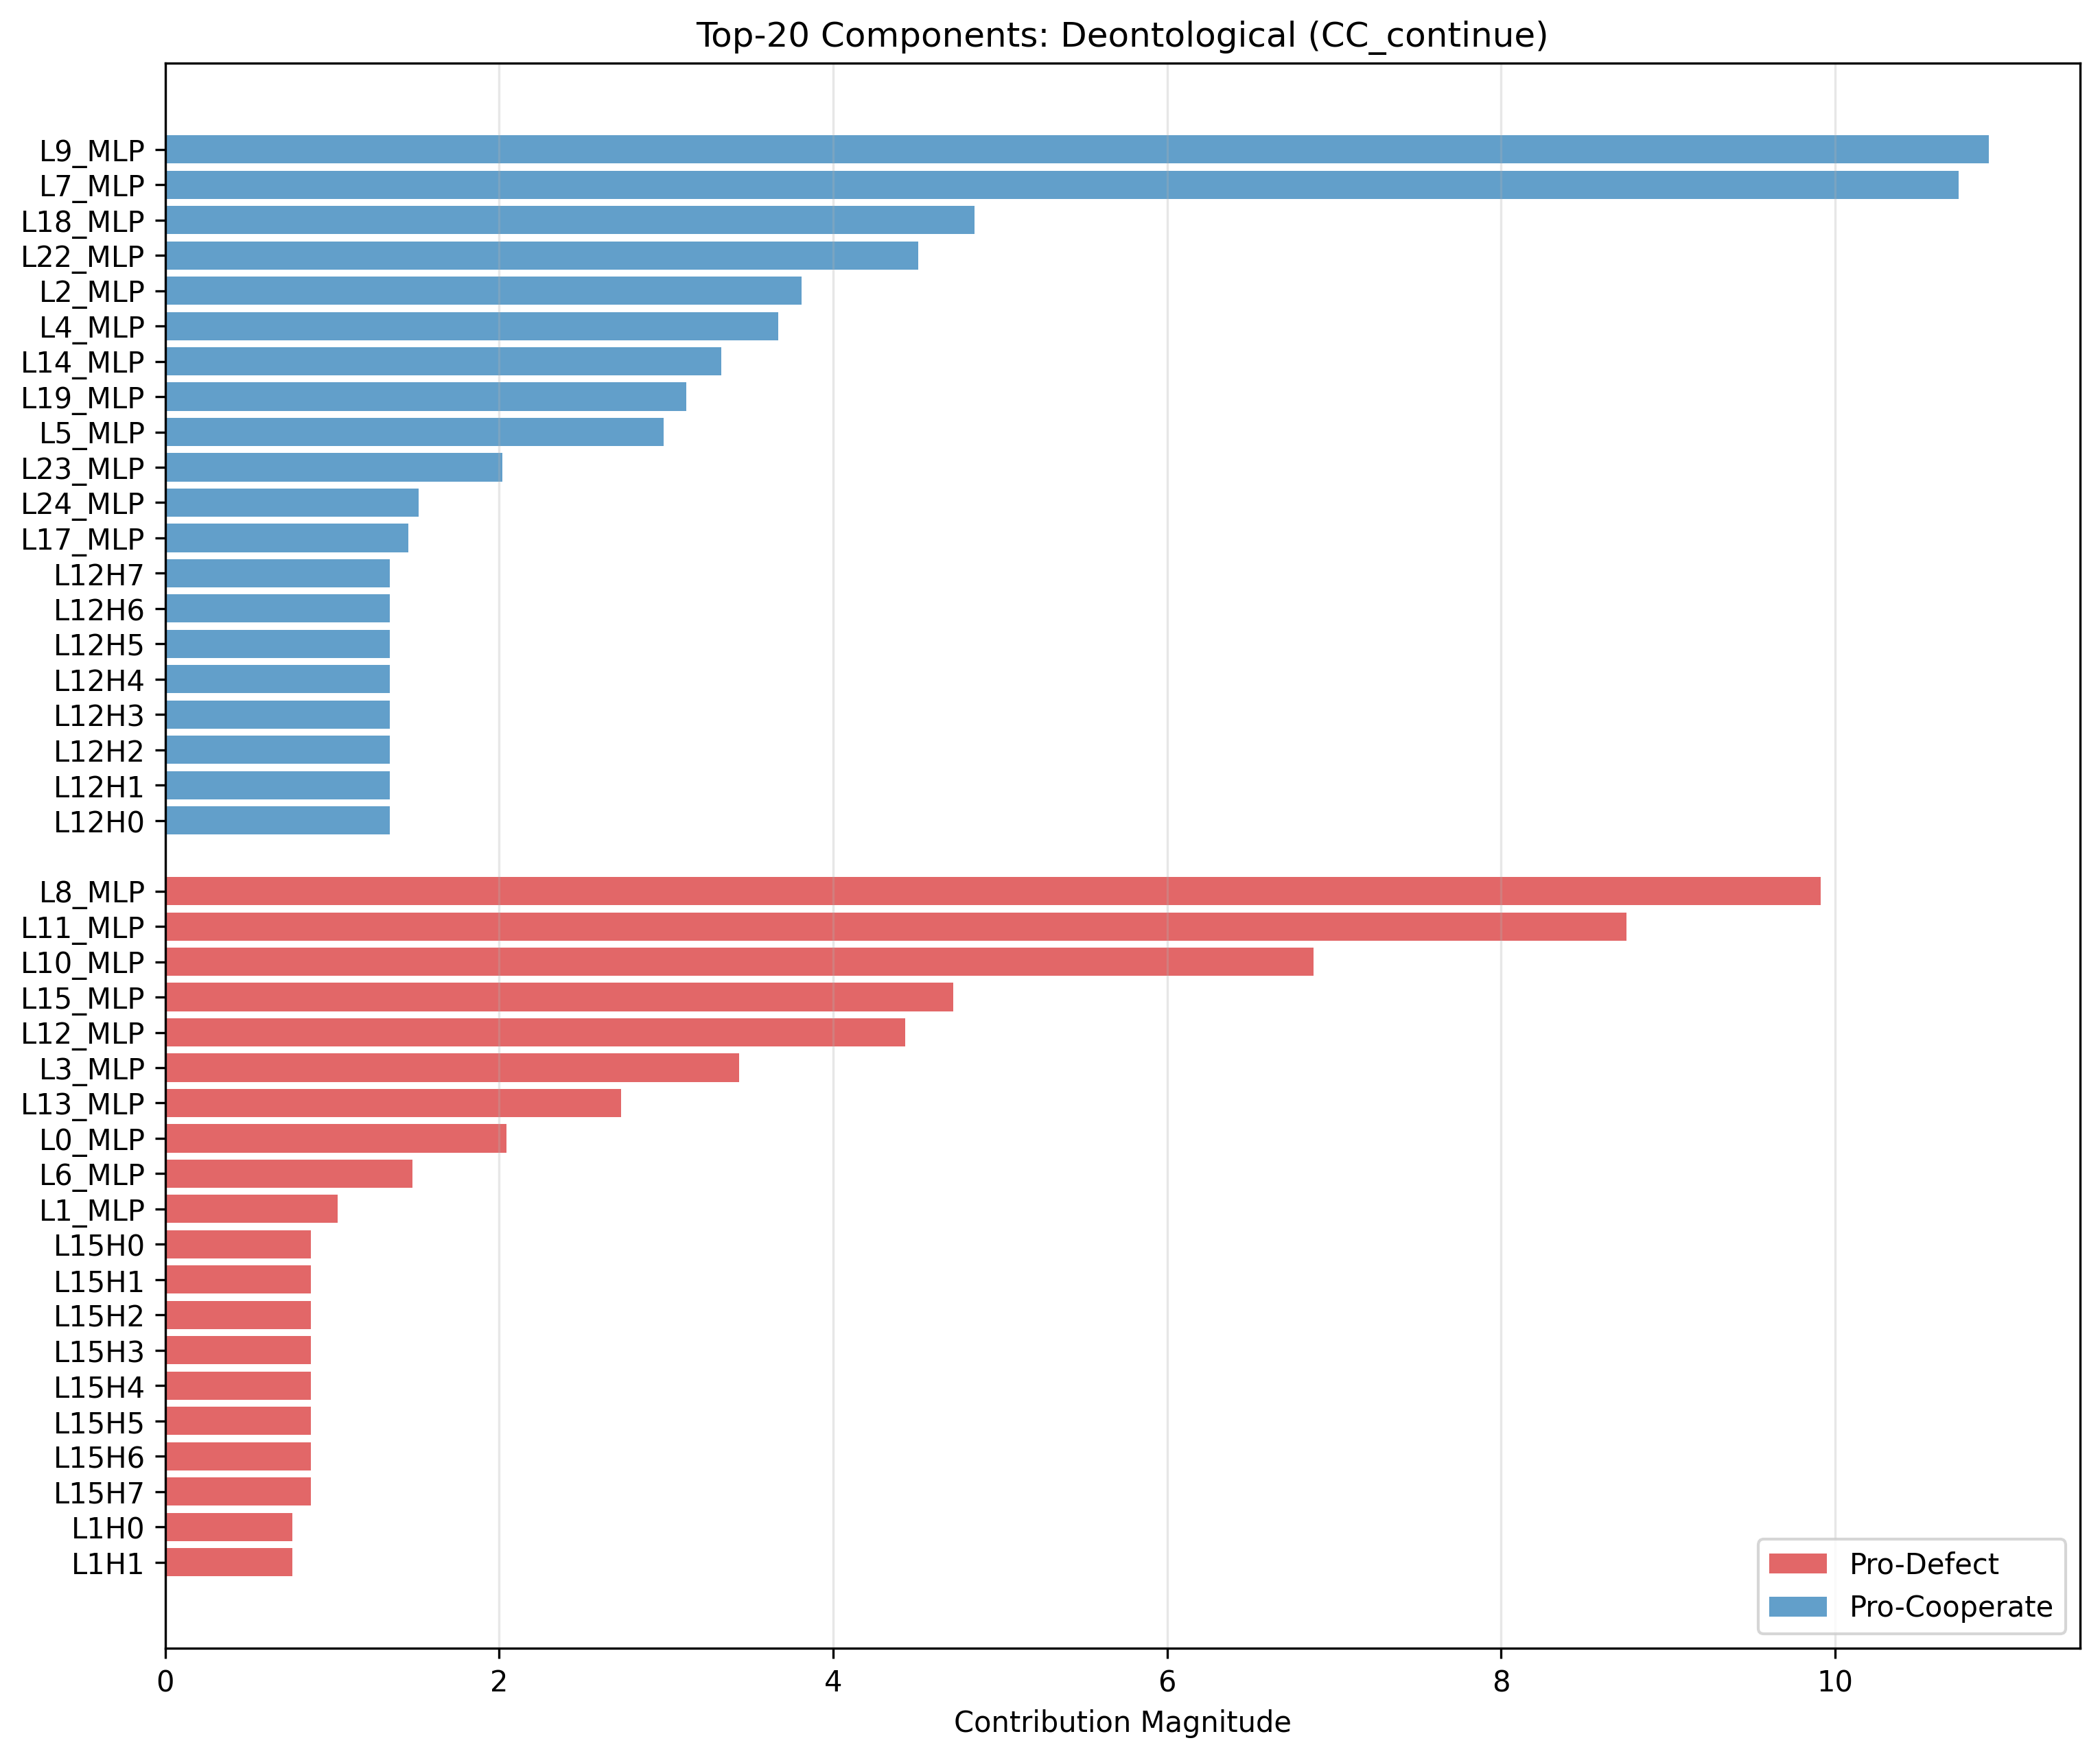 Top-20 Components: Deontological (CC_continue)
L9_MLP
L7_MLP
L18_MLP
L22_MLP
L2_MLP
L4_MLP
L14_MLP
L19_MLP
L5_MLP
L23_MLP
L24_MLP
L17_MLP
L12H7
L12H6
L12H5
L12H4
L12H3
L12H2
L12H1
L12H0
L8_MLP
L11_MLP
L10_MLP
L15_MLP
L12_MLP
L3_MLP
L13_MLP
L0_MLP
L6_MLP
L1_MLP
L15H0
L15H1
L15H2
L15H3
L15H4
L15H5
L15H6
L15H7
L1H0
L1H1
Pro-Defect
Pro-Cooperate
0 2 4 6 8 10
Contribution Magnitude